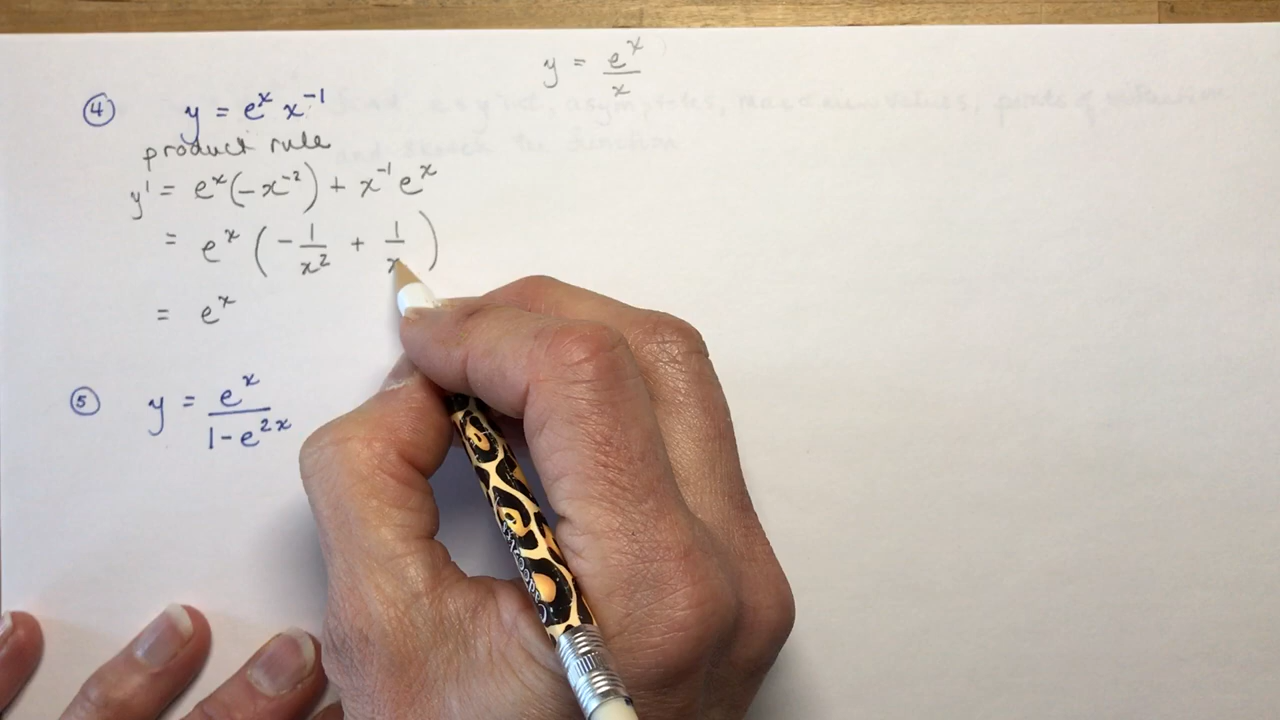 y = e^x/x
④ y = e^x x^-1
product rule
y' = e^x(-x^-2) + x^-1 e^x
= e^x (-1/x^2 + 1/x)
= e^x
⑤ y = e^x/(1-e^2x)